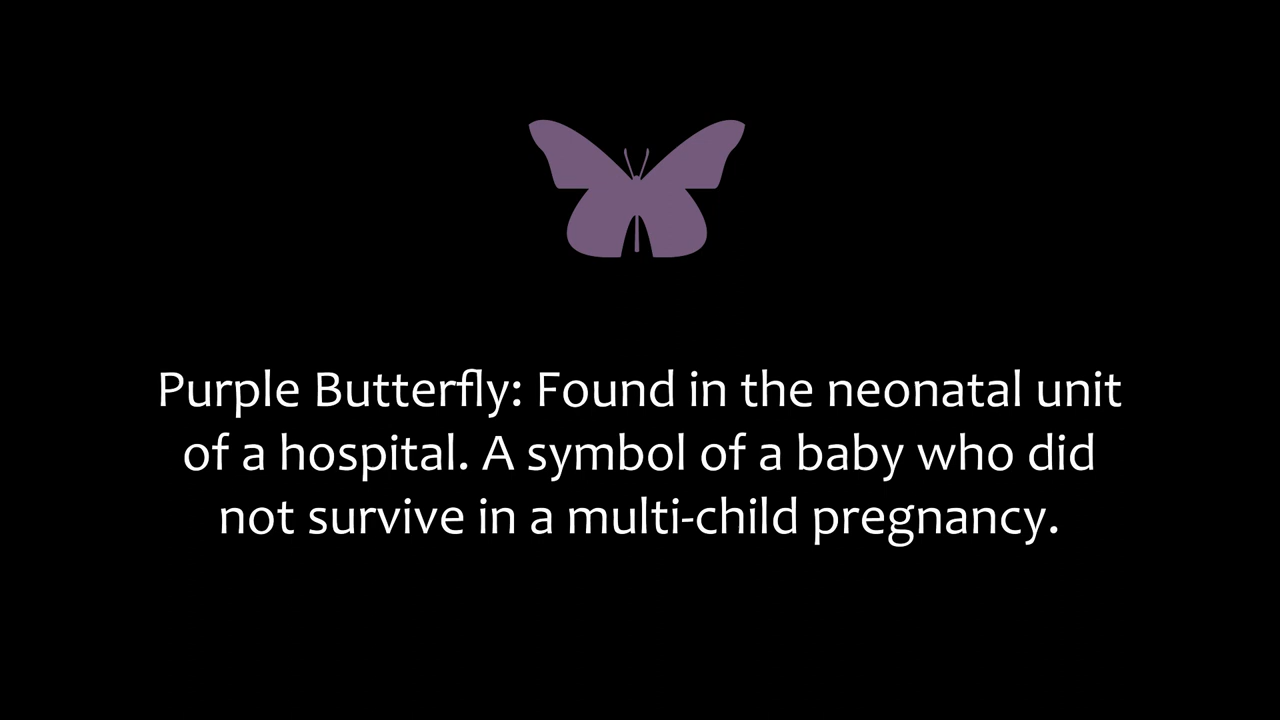 Purple Butterfly: Found in the neonatal unit
of a hospital. A symbol of a baby who did
not survive in a multi-child pregnancy.